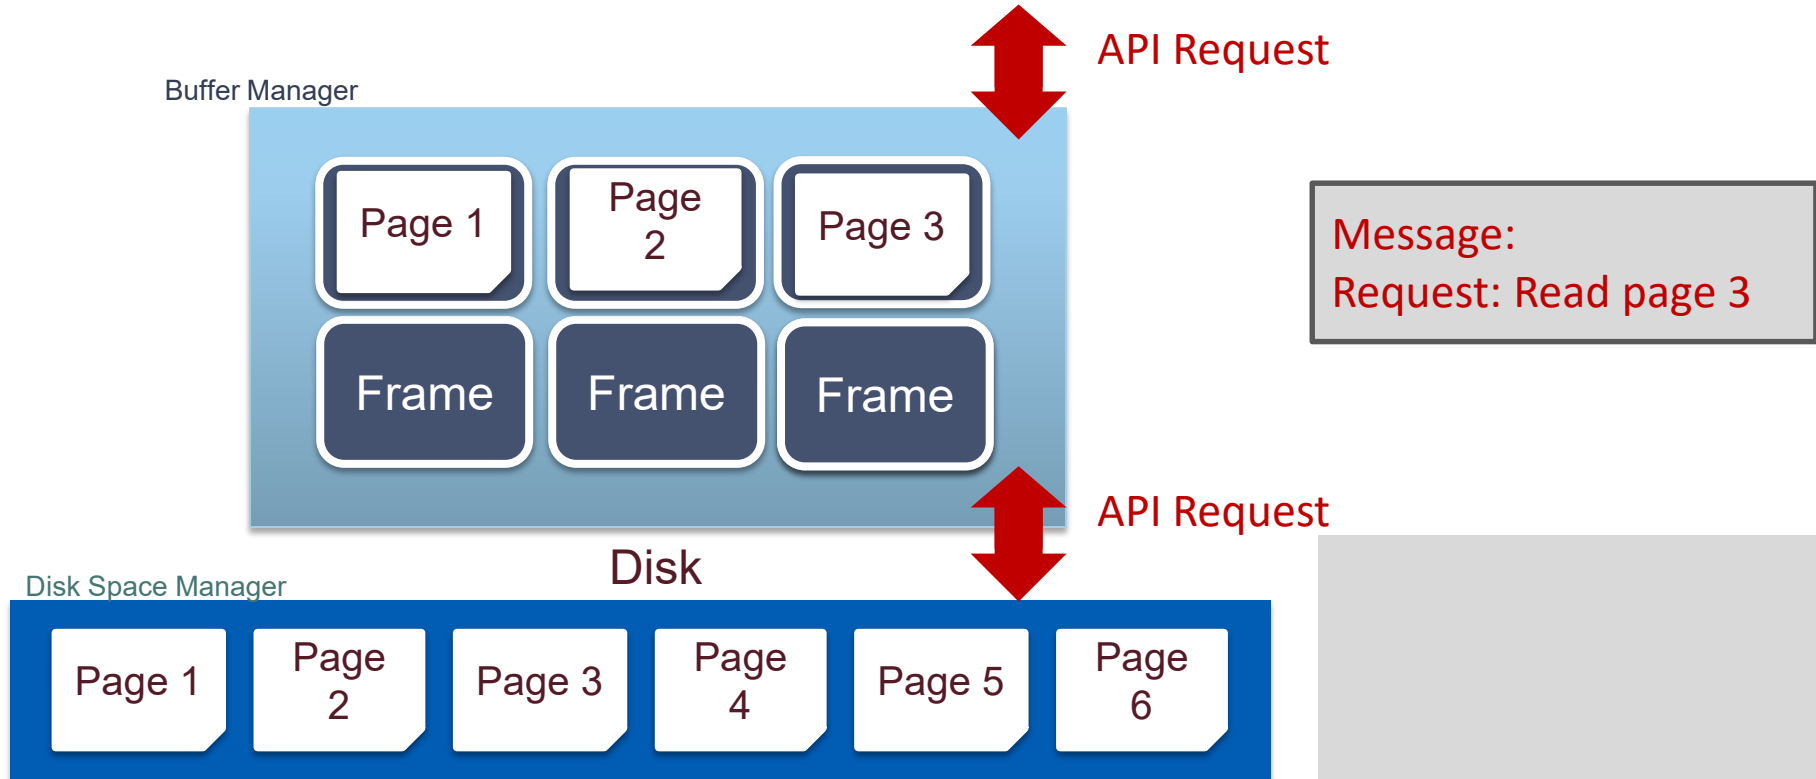 API Request
Buffer Manager
Page 1
Page
2
Page 3
Message:
Request: Read page 3
Frame
Frame
Frame
API Request
Disk
Disk Space Manager
Page 1
Page
2
Page 3
Page
4
Page 5
Page
6